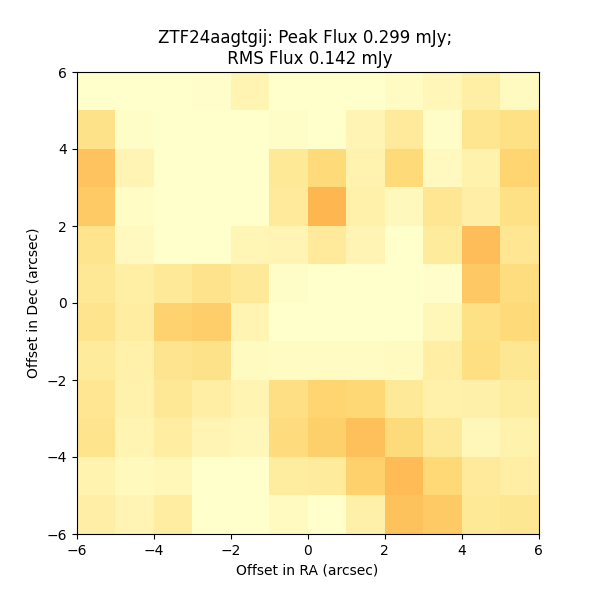 ZTF24aagtgij: Peak Flux 0.299 mJy;
RMS Flux 0.142 mJy
6
4
2
0
−2
−4
−6
Offset in Dec (arcsec)
−6 −4 −2 0 2 4 6
Offset in RA (arcsec)